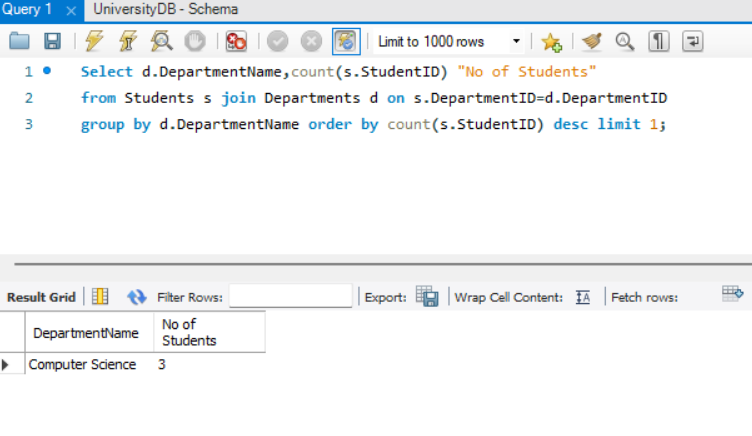 Query 1 UniversityDB - Schema
Limit to 1000 rows
1 Select d.DepartmentName,count(s.StudentID) "No of Students"
2 from Students s join Departments d on s.DepartmentID=d.DepartmentID
3 group by d.DepartmentName order by count(s.StudentID) desc limit 1;
Result Grid Filter Rows: Export: Wrap Cell Content: Fetch rows:
DepartmentName No of
Students
Computer Science 3